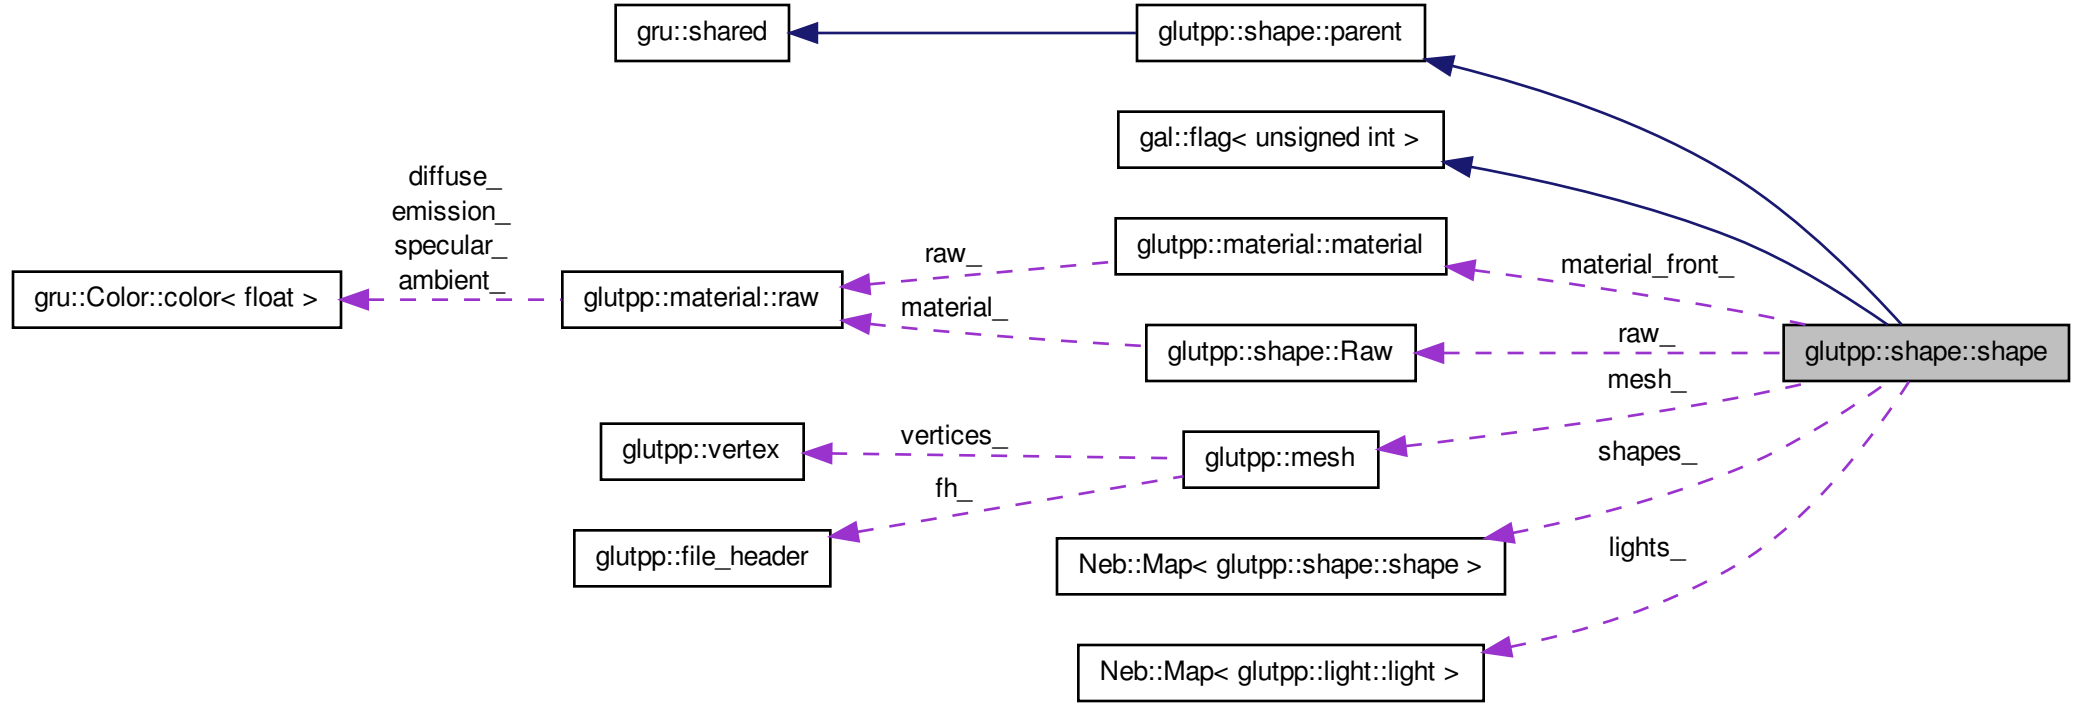 gru::shared
glutpp::shape::parent
gal::flag< unsigned int >
diffuse_
emission_
specular_
ambient_
raw_
glutpp::material::material
material_front_
gru::Color::color< float >
glutpp::material::raw
material_
glutpp::shape::Raw
raw_
glutpp::shape::shape
mesh_
glutpp::vertex
vertices_
glutpp::mesh
shapes_
fh_
glutpp::file_header
Neb::Map< glutpp::shape::shape >
lights_
Neb::Map< glutpp::light::light >